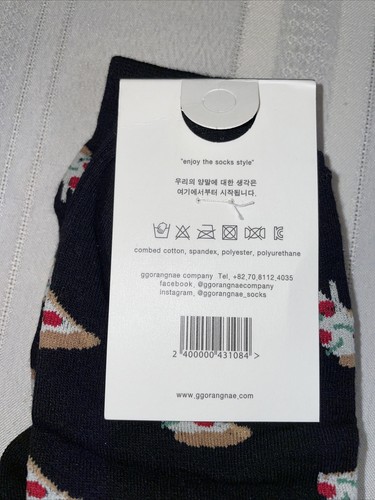 "enjoy the socks style"
우리의 양말에 대한 생각은
여기에서부터 시작됩니다.
combed cotton, spandex, polyester, polyurethane
ggorangnae company Tel, +82,70,8112,4035
facebook, @ggorangnaecompany
instagram, @ggorangnae_socks
2 400000 431084 >
www,ggorangnae,com